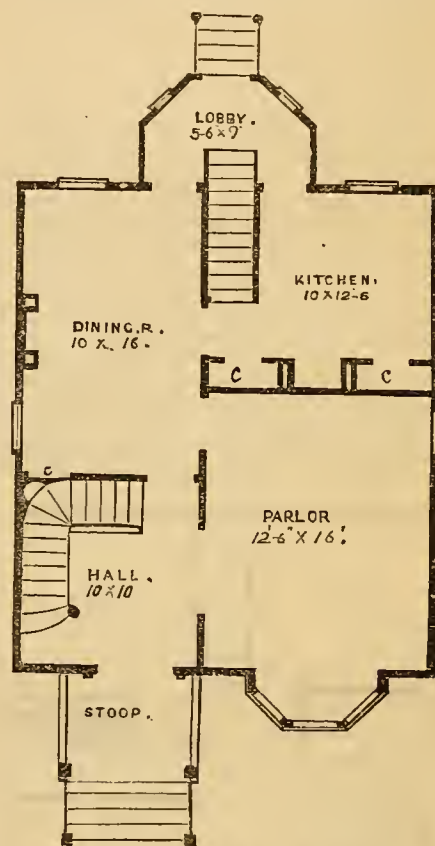 LOBBY.
5-6 x 9'
KITCHEN.
10 X 12-6
DINING.R.
10 X. 16.
C
C
C
PARLOR
12'-6" X 16'.
HALL.
10 X 10
STOOP.